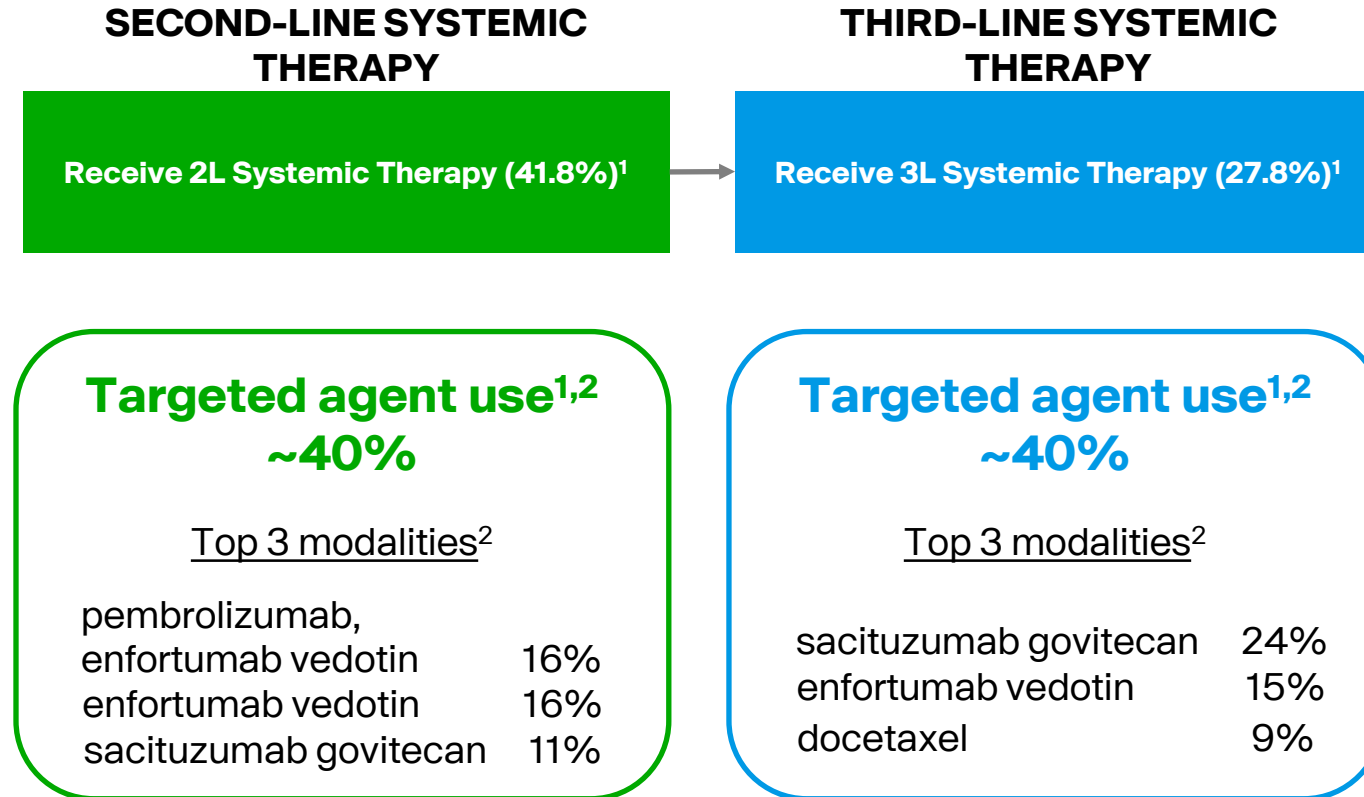 SECOND-LINE SYSTEMIC
THERAPY
Receive 2L Systemic Therapy (41.8%)¹
Targeted agent use¹,²
~40%
Top 3 modalities²
pembrolizumab,
enfortumab vedotin 16%
enfortumab vedotin 16%
sacituzumab govitecan 11%
THIRD-LINE SYSTEMIC
THERAPY
Receive 3L Systemic Therapy (27.8%)¹
Targeted agent use¹,²
~40%
Top 3 modalities²
sacituzumab govitecan 24%
enfortumab vedotin 15%
docetaxel 9%